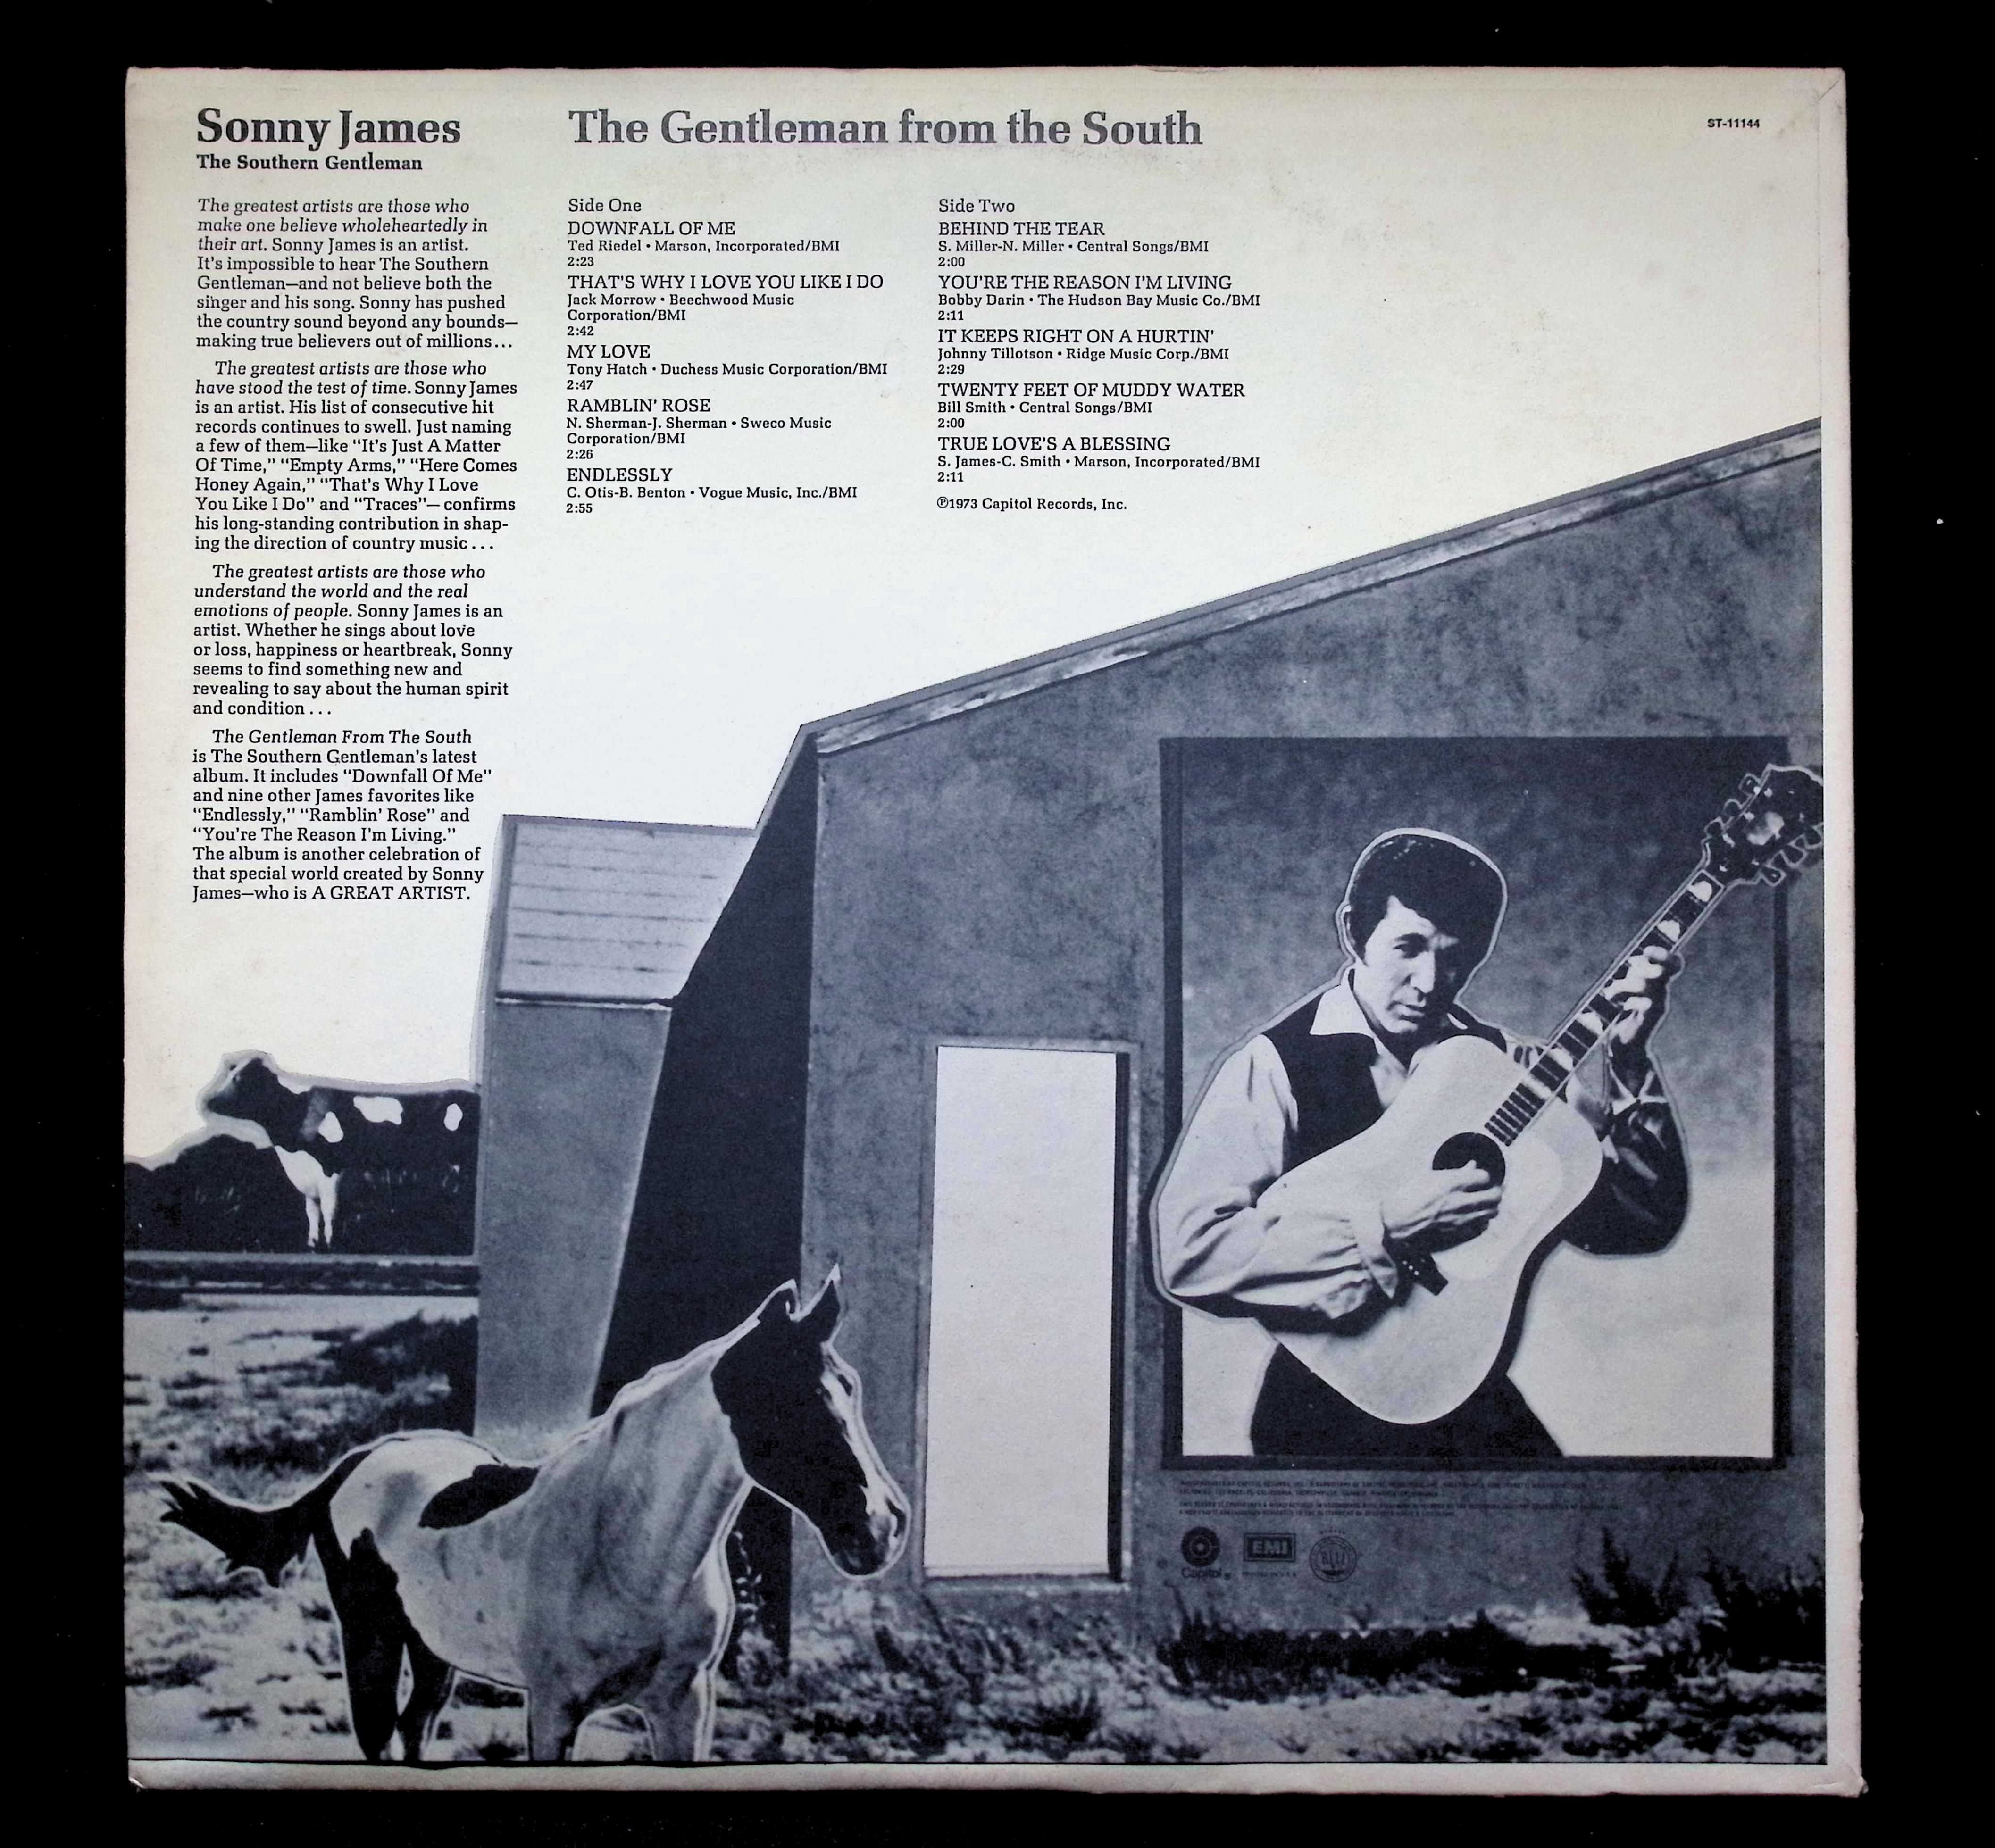 Sonny James
The Southern Gentleman
The Gentleman from the South
ST-11144
The greatest artists are those who
make one believe wholeheartedly in
their art. Sonny James is an artist.
It's impossible to hear The Southern
Gentleman—and not believe both the
singer and his song. Sonny has pushed
the country sound beyond any bounds—
making true believers out of millions...
The greatest artists are those who
have stood the test of time. Sonny James
is an artist. His list of consecutive hit
records continues to swell. Just naming
a few of them—like "It's Just A Matter
Of Time," "Empty Arms," "Here Comes
Honey Again," "That's Why I Love
You Like I Do" and "Traces"— confirms
his long-standing contribution in shap-
ing the direction of country music...
The greatest artists are those who
understand the world and the real
emotions of people. Sonny James is an
artist. Whether he sings about love
or loss, happiness or heartbreak, Sonny
seems to find something new and
revealing to say about the human spirit
and condition...
The Gentleman From The South
is The Southern Gentleman's latest
album. It includes "Downfall Of Me"
and nine other James favorites like
"Endlessly," "Ramblin' Rose" and
"You're The Reason I'm Living."
The album is another celebration of
that special world created by Sonny
James—who is A GREAT ARTIST.
Side One
DOWNFALL OF ME
Ted Riedel • Marson, Incorporated/BMI
2:23
THAT'S WHY I LOVE YOU LIKE I DO
Jack Morrow • Beechwood Music
Corporation/BMI
2:42
MY LOVE
Tony Hatch • Duchess Music Corporation/BMI
2:47
RAMBLIN' ROSE
N. Sherman-J. Sherman • Sweco Music
Corporation/BMI
2:26
ENDLESSLY
C. Otis-B. Benton • Vogue Music, Inc./BMI
2:55
Side Two
BEHIND THE TEAR
S. Miller-N. Miller • Central Songs/BMI
2:00
YOU'RE THE REASON I'M LIVING
Bobby Darin • The Hudson Bay Music Co./BMI
2:11
IT KEEPS RIGHT ON A HURTIN'
Johnny Tillotson • Ridge Music Corp./BMI
2:29
TWENTY FEET OF MUDDY WATER
Bill Smith • Central Songs/BMI
2:00
TRUE LOVE'S A BLESSING
S. James-C. Smith • Marson, Incorporated/BMI
2:11
℗1973 Capitol Records, Inc.
Capitol ®
EMI